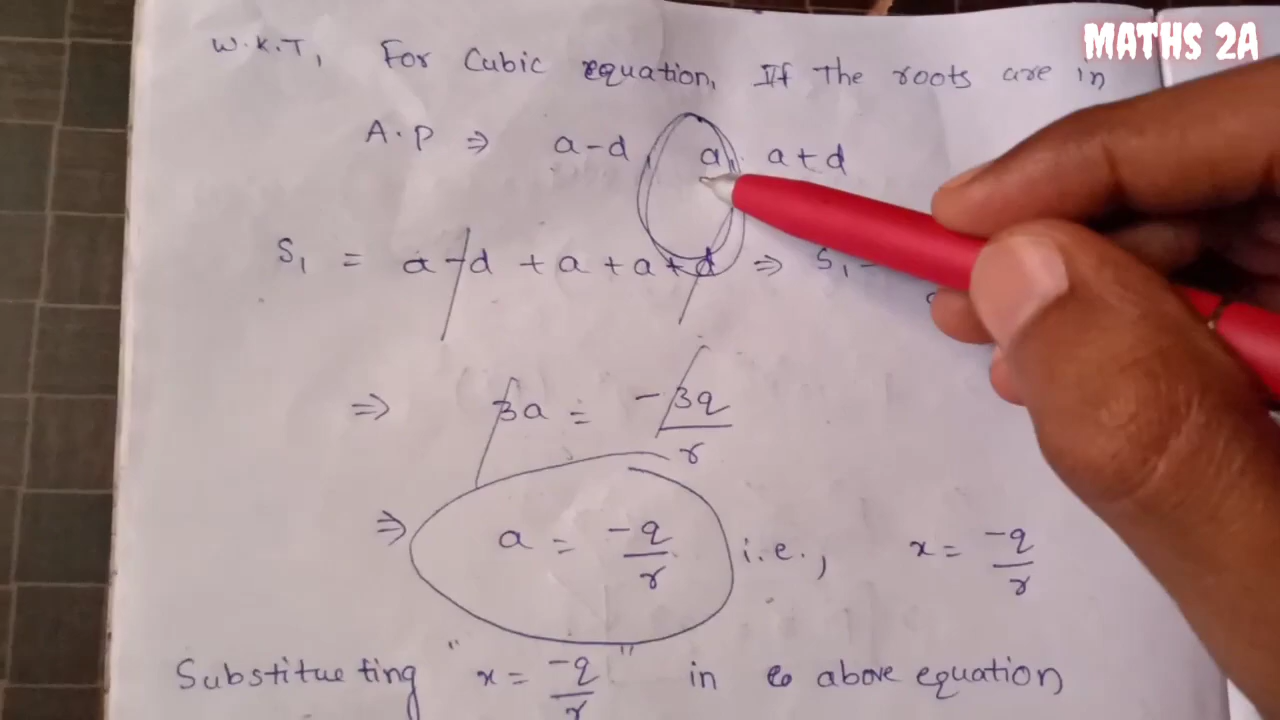 MATHS 2A
W.K.T, For Cubic equation, If The roots are in
A.P ⇒ a-d, a, a+d
S₁ = a-d + a + a+d ⇒ S₁ =
⇒ 3a = -3q/r
⇒ a = -q/r i.e., x = -q/r
Substitueting "x = -q/r" in above equation